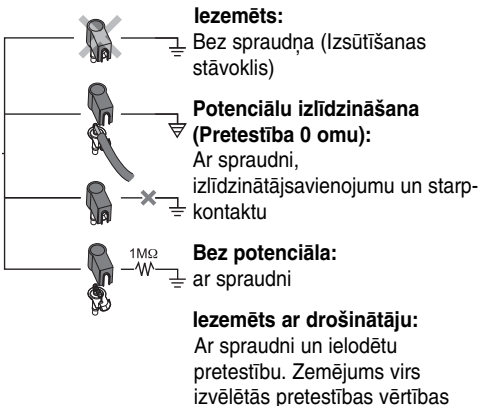 Iezemēts:
Bez spraudņa (Izsūtīšanas
stāvoklis)
Potenciālu izlīdzināšana
(Pretestība 0 omu):
Ar spraudni,
izlīdzinātājsavienojumu un starp-
kontaktu
Bez potenciāla:
ar spraudni
1MΩ
Iezemēts ar drošinātāju:
Ar spraudni un ielodētu
pretestību. Zemējums virs
izvēlētās pretestības vērtības